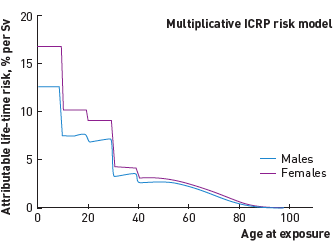 Multiplicative ICRP risk model
Attributable life-time risk, % per Sv
20
15
10
5
0
0 20 40 60 80 100
Males
Females
Age at exposure